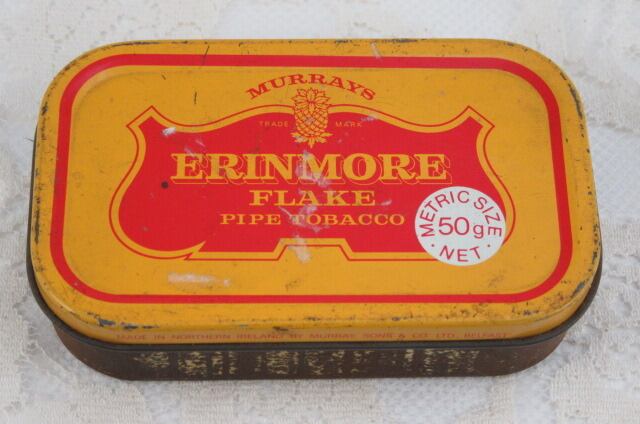 MURRAYS
TRADE MARK
ERINMORE
FLAKE
PIPE TOBACCO
METRIC SIZE
50g
· NET ·
MADE IN NORTHERN IRELAND BY MURRAY SONS & CO. LTD. BELFAST